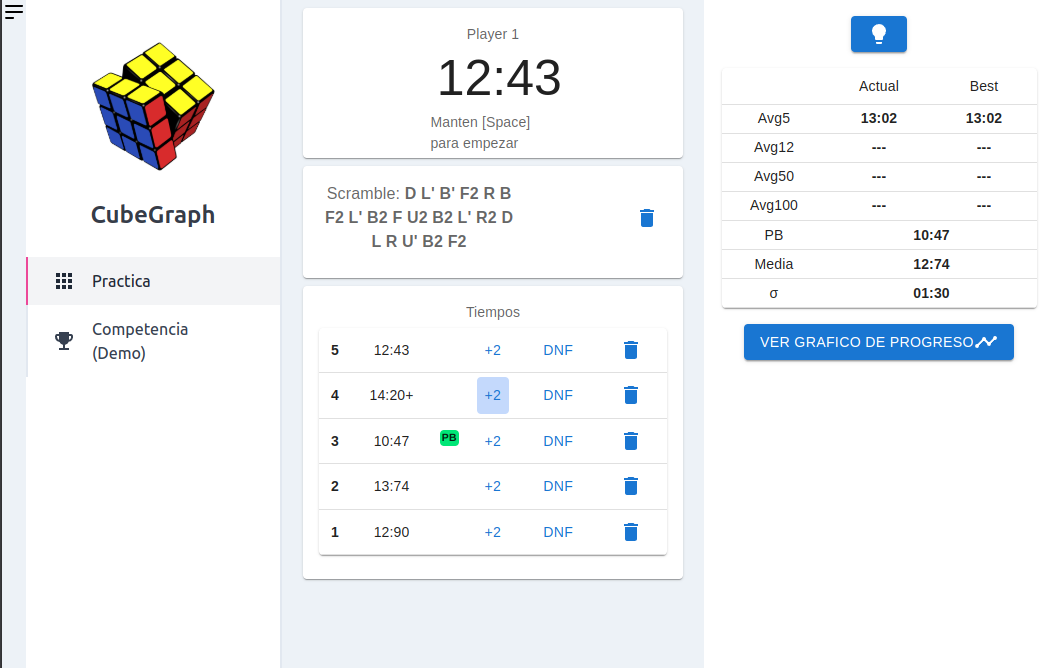 CubeGraph
Practica
Competencia
(Demo)
Player 1
12:43
Manten [Space]
para empezar
Scramble: D L' B' F2 R B
F2 L' B2 F U2 B2 L' R2 D
L R U' B2 F2
Tiempos
5 12:43 +2 DNF
4 14:20+ +2 DNF
3 10:47 PB +2 DNF
2 13:74 +2 DNF
1 12:90 +2 DNF
Actual Best
Avg5 13:02 13:02
Avg12 --- ---
Avg50 --- ---
Avg100 --- ---
PB 10:47
Media 12:74
σ 01:30
VER GRAFICO DE PROGRESO